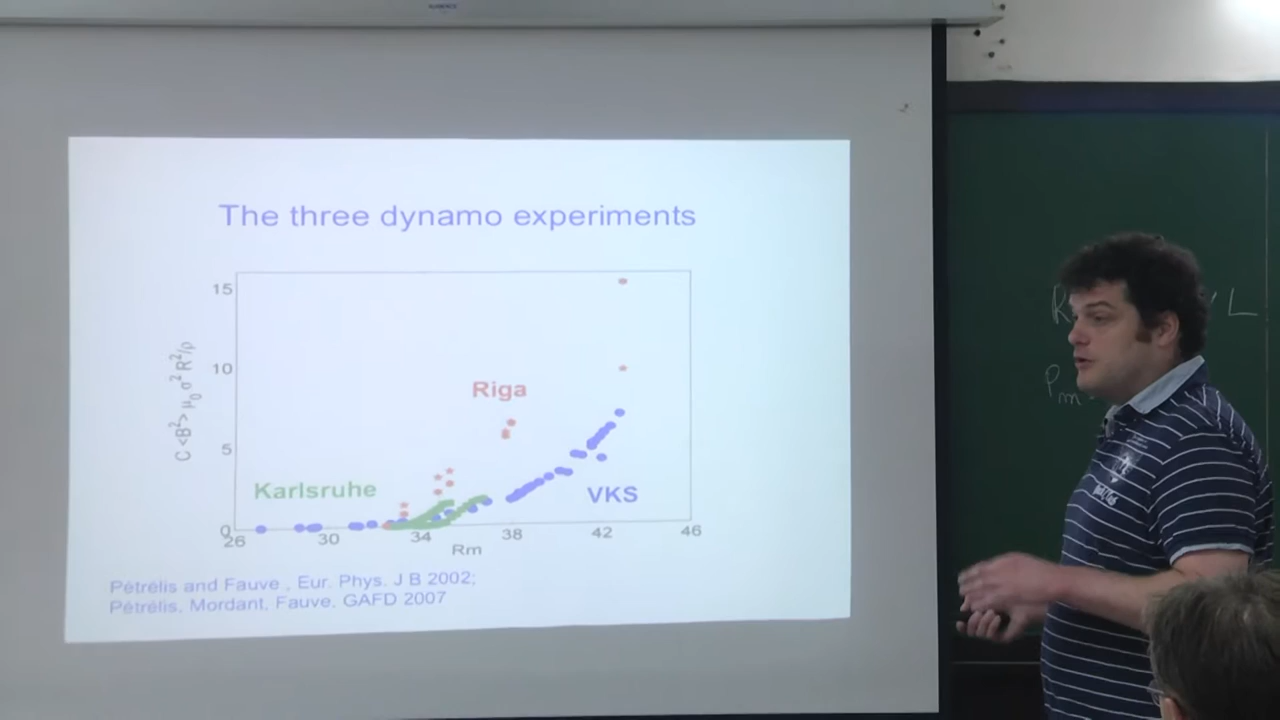 The three dynamo experiments
15
10
5
0
C <B²> μ₀ σ² R²/ρ
Riga
Karlsruhe
VKS
26
30
34
38
42
46
Rm
Pétrélis and Fauve , Eur. Phys. J B 2002;
Pétrélis, Mordant, Fauve, GAFD 2007
R
L
Pm